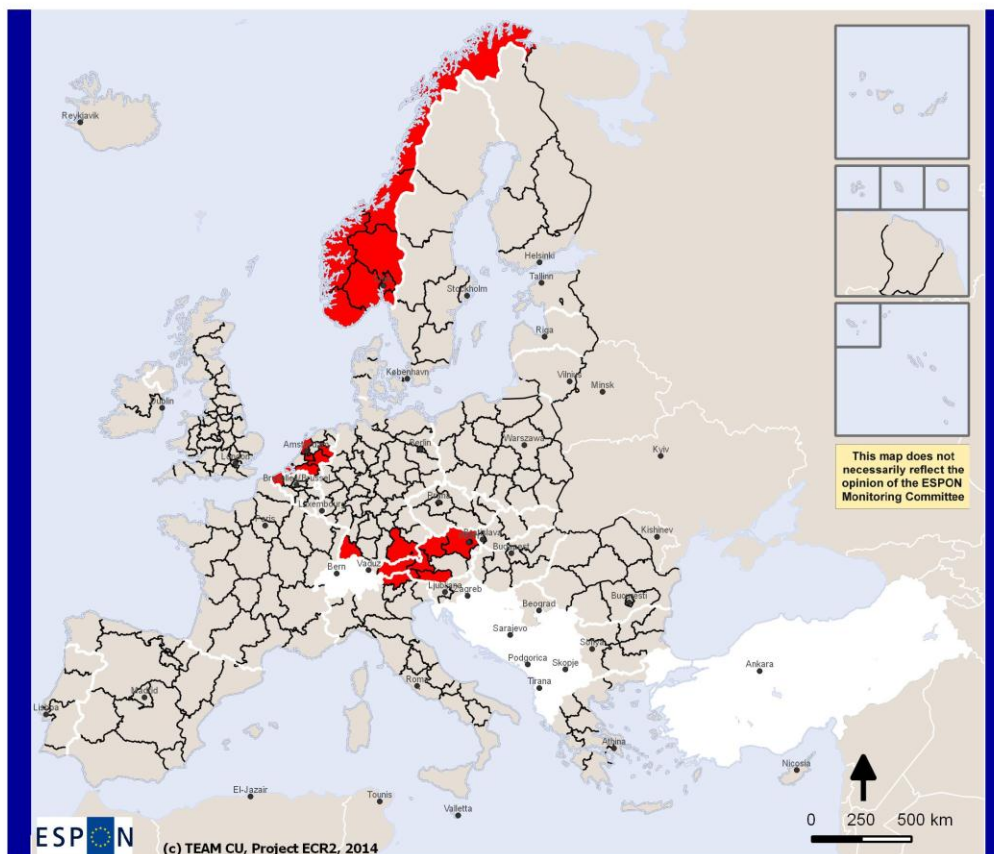 Reykjavik
Helsinki
Tallinn
Stockholm
Riga
København
Vilnius
Minsk
Dublin
London
Berlin
Warszawa
Kyiv
Luxembourg
Paris
Praha
Kishinev
Bratislava
Budapest
Bern
Vaduz
Ljubljana
Zagreb
Bucuresti
Beograd
Sarajevo
Podgorica
Skopje
Ankara
Tirana
Roma
Madrid
Lisboa
Athina
Nicosia
El-Jazair
Tounis
Valletta
This map does not
necessarily reflect the
opinion of the ESPON
Monitoring Committee
0 250 500 km
ESPON
(c) TEAM CU, Project ECR2, 2014